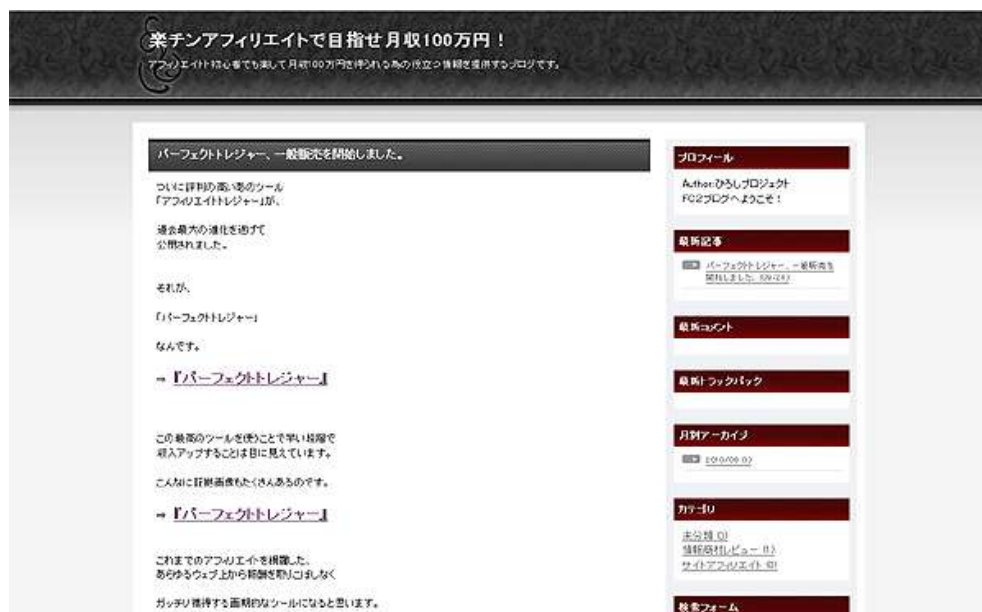 楽チンアフィリエイトで目指せ月収100万円！
アフィリエイト初心者でも楽して月収100万円を得られる為の役立つ情報を提供するブログです。
パーフェクトトレジャー、一般販売を開始しました。
ついに評判の高いあのツール
「アフィリエイトトレジャー」が、
過去最大の進化を遂げて
公開されました。
それが、
「パーフェクトトレジャー」
なんです。
⇒ 『パーフェクトトレジャー』
この最高のツールを使うことで早い段階で
収入アップすることは目に見えています。
こんなに証拠画像もたくさんあるのです。
⇒ 『パーフェクトトレジャー』
これまでのアフィリエイトを網羅した、
あらゆるウェブ上から報酬を取りこぼしなく
ガッチリ獲得する画期的なツールになると思います。
プロフィール
Author:ひろしプロジェクト
FC2ブログへようこそ！
最新記事
パーフェクトトレジャー、一般販売を
開始しました。
最新コメント
最新トラックバック
月別アーカイブ
カテゴリ
未分類 (0)
情報商材レビュー (1)
サイトアフィリエイト (0)
検索フォーム